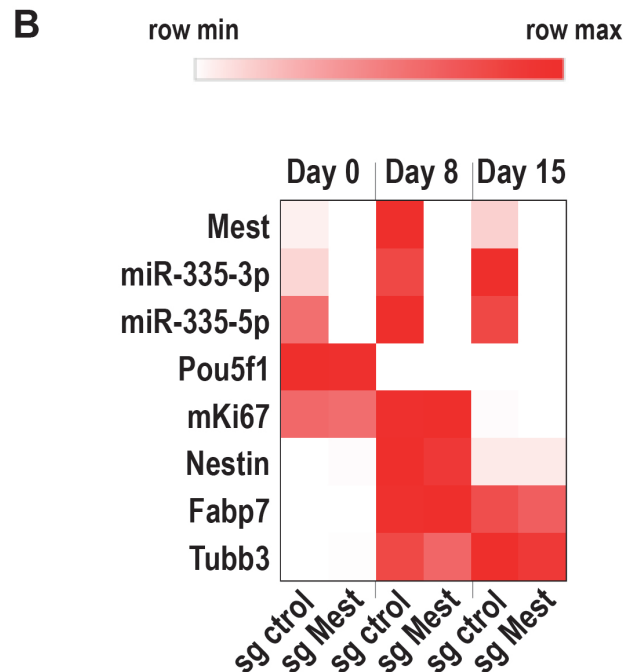 B
row min row max
Day 0 Day 8 Day 15
Mest
miR-335-3p
miR-335-5p
Pou5f1
mKi67
Nestin
Fabp7
Tubb3
sg ctrol sg Mest sg ctrol sg Mest sg ctrol sg Mest